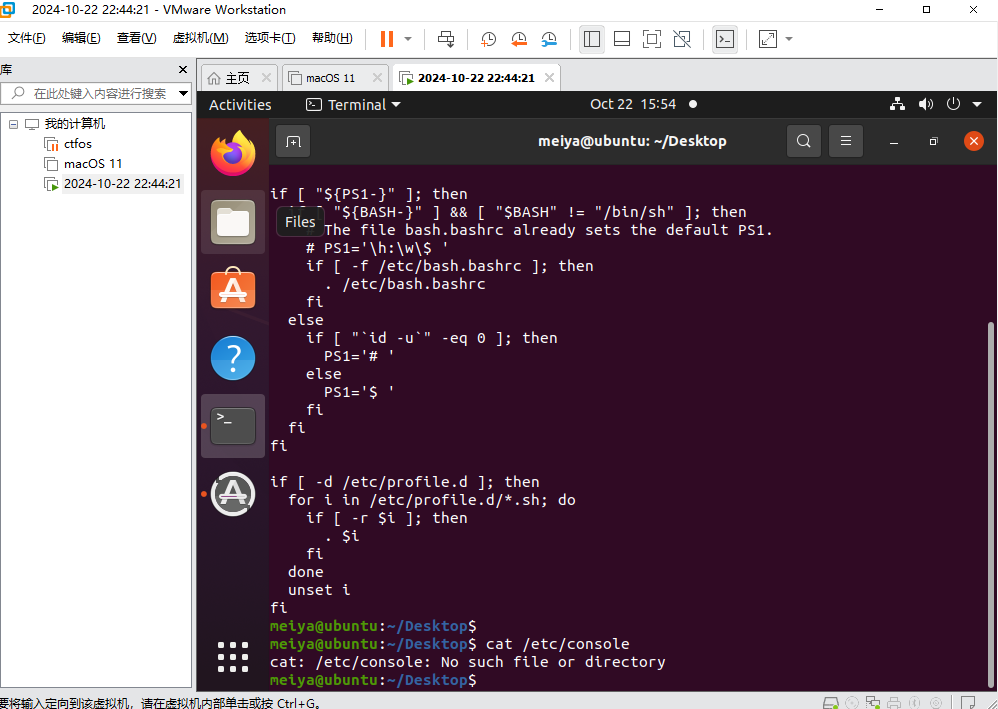 2024-10-22 22:44:21 - VMware Workstation
文件(F) 编辑(E) 查看(V) 虚拟机(M) 选项卡(T) 帮助(H)
库
在此处键入内容进行搜索
我的计算机
ctfos
macOS 11
2024-10-22 22:44:21
主页 macOS 11 2024-10-22 22:44:21
Activities Terminal Oct 22 15:54
meiya@ubuntu: ~/Desktop
Files
if [ "${PS1-}" ]; then
"${BASH-}" ] && [ "$BASH" != "/bin/sh" ]; then
The file bash.bashrc already sets the default PS1.
# PS1='\h:\w\$ '
if [ -f /etc/bash.bashrc ]; then
. /etc/bash.bashrc
fi
else
if [ "`id -u`" -eq 0 ]; then
PS1='# '
else
PS1='$ '
fi
fi
fi
if [ -d /etc/profile.d ]; then
for i in /etc/profile.d/*.sh; do
if [ -r $i ]; then
. $i
fi
done
unset i
fi
meiya@ubuntu:~/Desktop$
meiya@ubuntu:~/Desktop$ cat /etc/console
cat: /etc/console: No such file or directory
meiya@ubuntu:~/Desktop$
要将输入定向到该虚拟机，请在虚拟机内部单击或按 Ctrl+G。